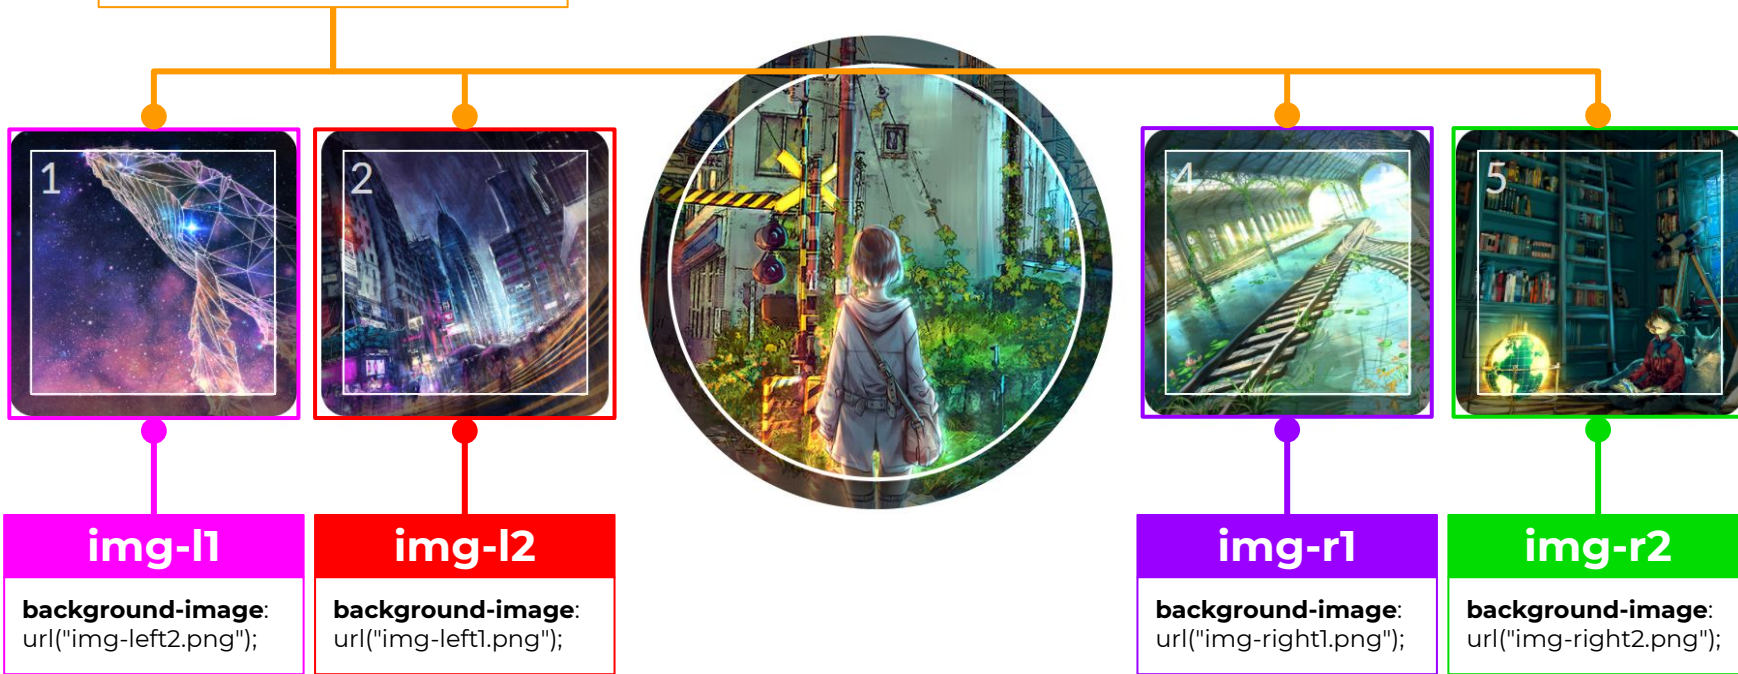 1
2
4
5
img-l1
background-image:
url("img-left2.png");
img-l2
background-image:
url("img-left1.png");
img-r1
background-image:
url("img-right1.png");
img-r2
background-image:
url("img-right2.png");